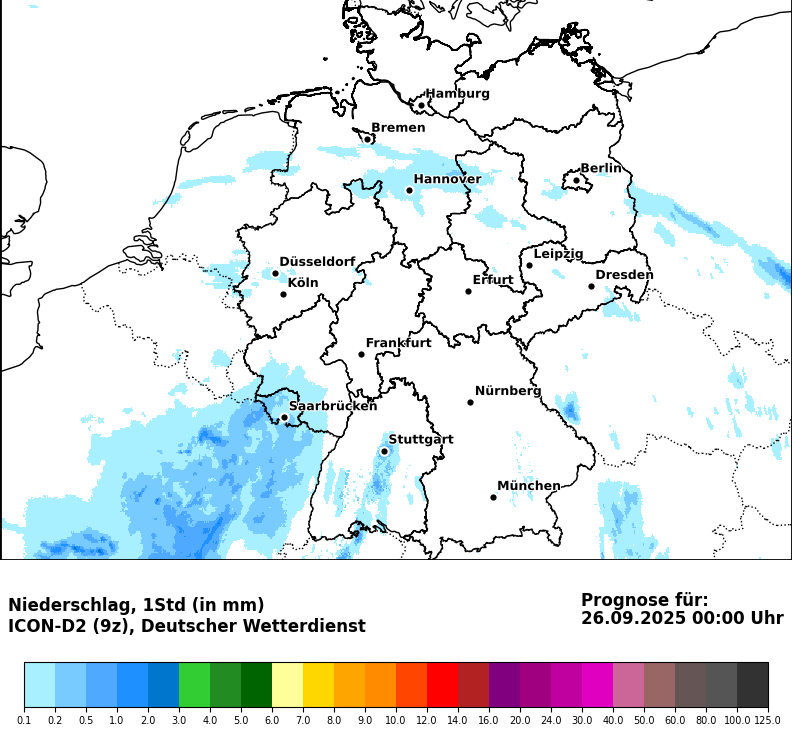 Hamburg
Bremen
Berlin
Hannover
Leipzig
Düsseldorf
Dresden
Köln
Erfurt
Frankfurt
Nürnberg
Saarbrücken
Stuttgart
München
Niederschlag, 1Std (in mm)
ICON-D2 (9z), Deutscher Wetterdienst
Prognose für:
26.09.2025 00:00 Uhr
0.1 0.2 0.5 1.0 2.0 3.0 4.0 5.0 6.0 7.0 8.0 9.0 10.0 12.0 14.0 16.0 20.0 24.0 30.0 40.0 50.0 60.0 80.0 100.0 125.0